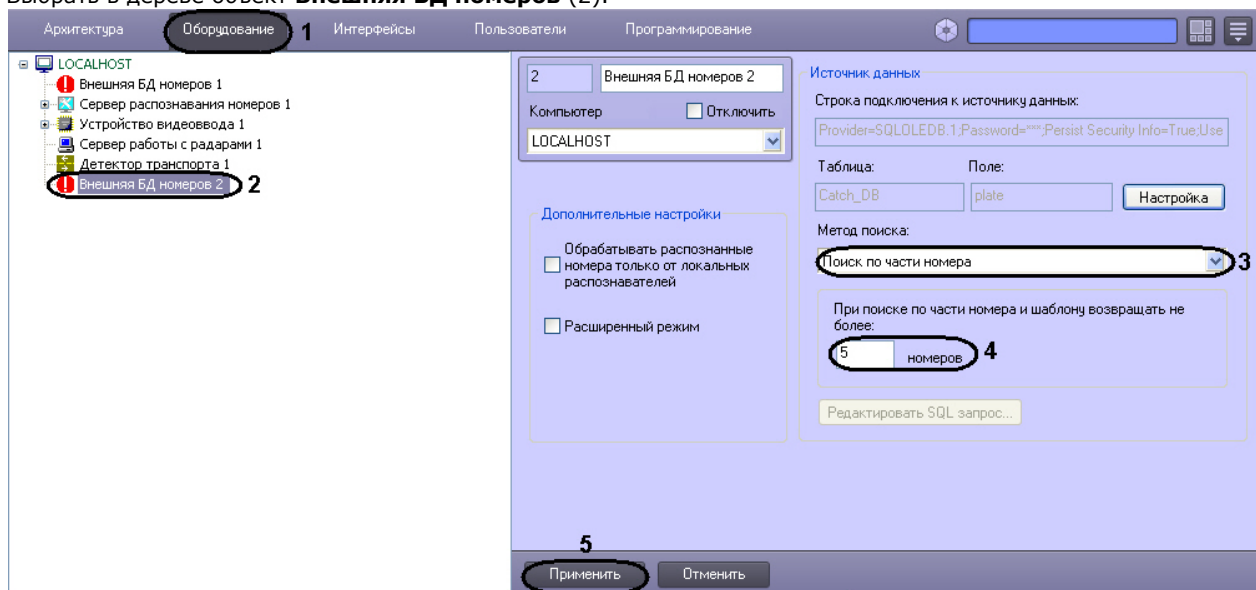 Выбрать в дереве объект Внешняя БД номеров (2).
Архитектура Оборудование 1 Интерфейсы Пользователи Программирование
LOCALHOST
Внешняя БД номеров 1
Сервер распознавания номеров 1
Устройство видеоввода 1
Сервер работы с радарами 1
Детектор транспорта 1
Внешняя БД номеров 2 2
2 Внешняя БД номеров 2
Компьютер Отключить
LOCALHOST
Дополнительные настройки
Обрабатывать распознанные
номера только от локальных
распознавателей
Расширенный режим
Источник данных
Строка подключения к источнику данных:
Provider=SQLOLEDB.1;Password=***;Persist Security Info=True;Use
Таблица: Поле:
Catch_DB plate Настройка
Метод поиска:
Поиск по части номера 3
При поиске по части номера и шаблону возвращать не
более:
5 номеров 4
Редактировать SQL запрос...
5
Применить Отменить